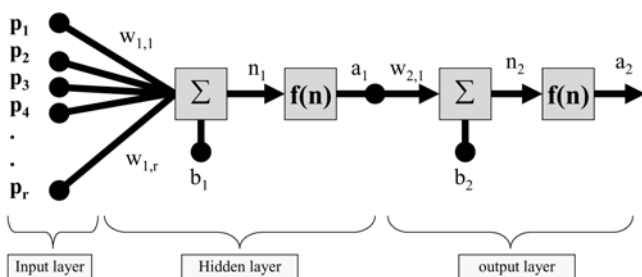 p₁
p₂
p₃
p₄
.
.
pᵣ
w₁,₁
w₁,ᵣ
Σ
b₁
n₁
f(n)
a₁
w₂,₁
Σ
b₂
n₂
f(n)
a₂
Input layer
Hidden layer
output layer